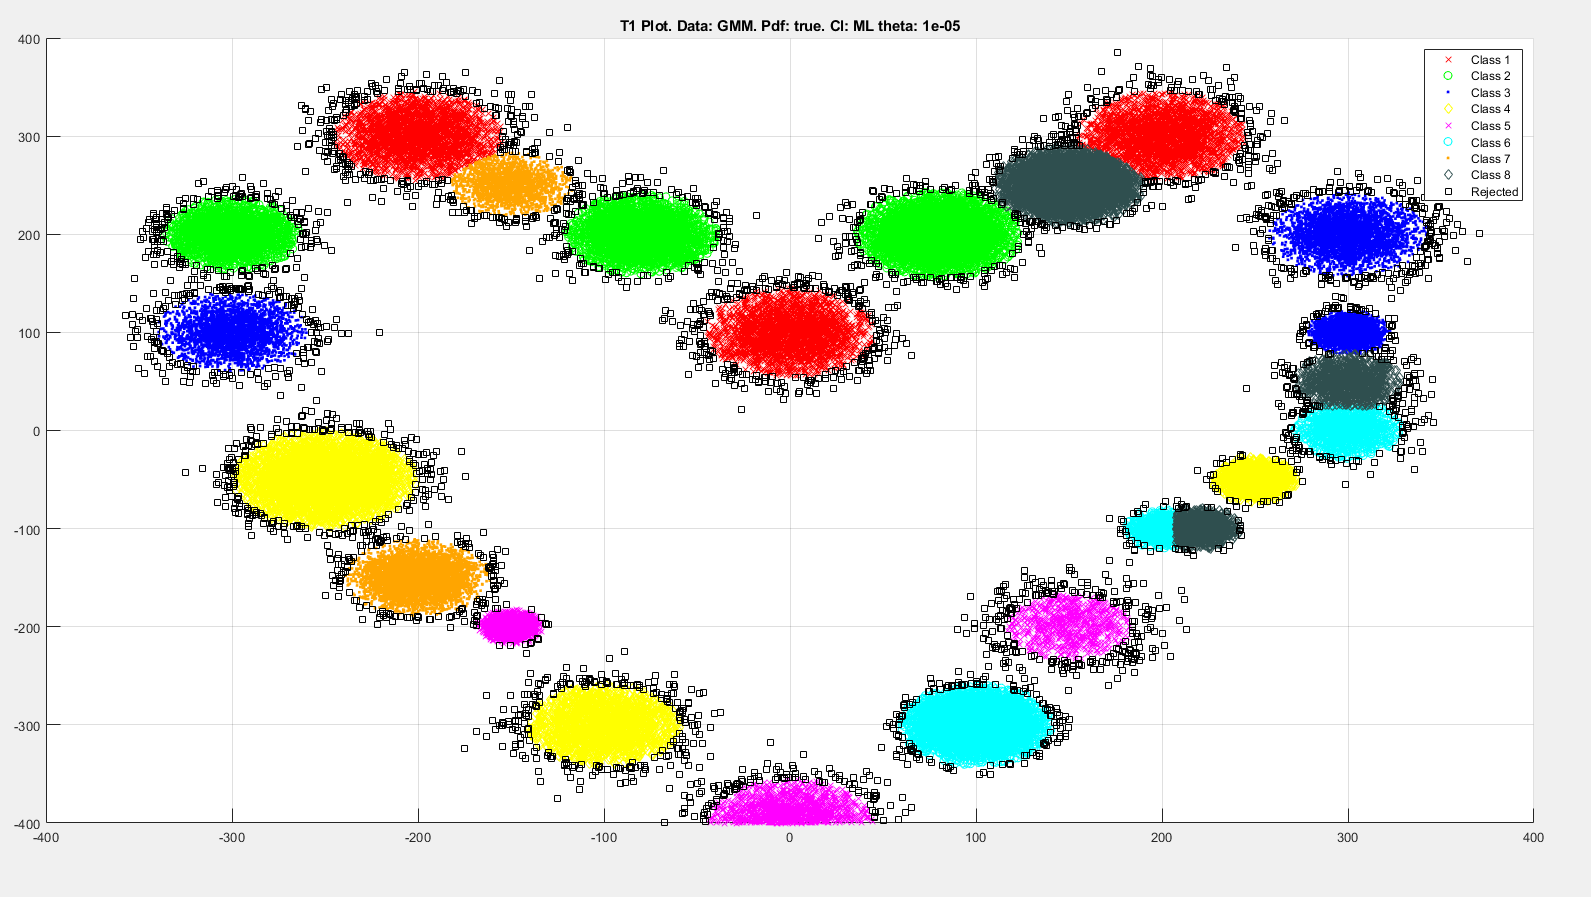 T1 Plot. Data: GMM. Pdf: true. Cl: ML theta: 1e-05
400
300
200
100
0
-100
-200
-300
-400
-400
-300
-200
-100
0
100
200
300
400
Class 1
Class 2
Class 3
Class 4
Class 5
Class 6
Class 7
Class 8
Rejected